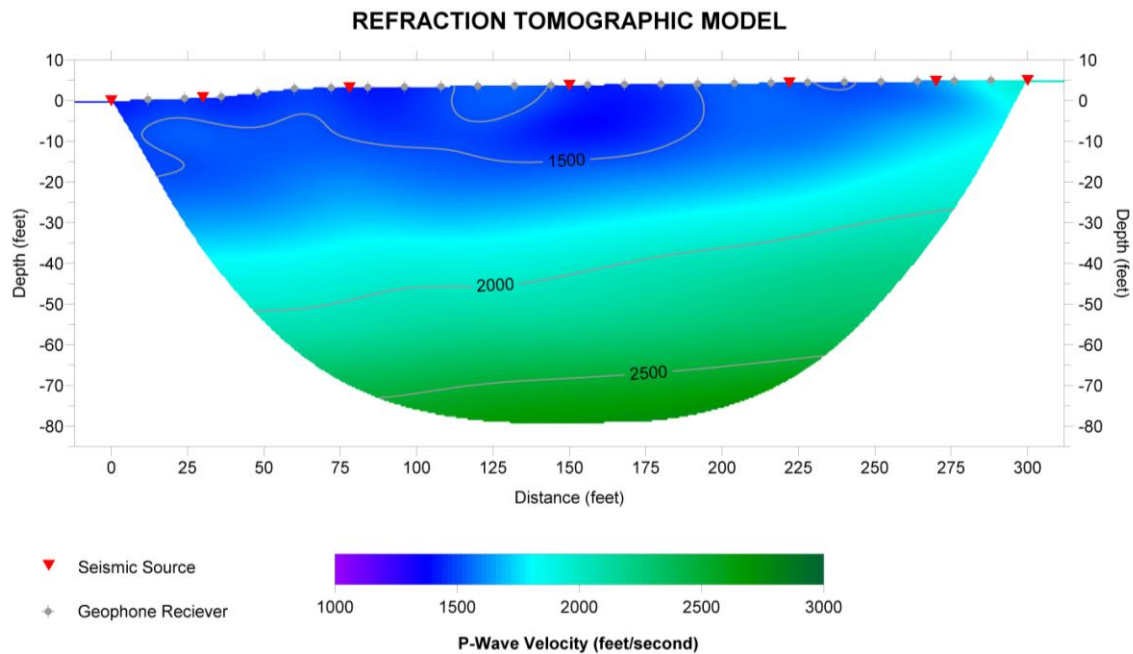 REFRACTION TOMOGRAPHIC MODEL
10 10
0 0
-10 -10
1500
-20 -20
-30 -30
Depth (feet) Depth (feet)
-40 -40
2000
-50 -50
-60 -60
2500
-70 -70
-80 -80
0 25 50 75 100 125 150 175 200 225 250 275 300
Distance (feet)
Seismic Source
Geophone Reciever
1000 1500 2000 2500 3000
P-Wave Velocity (feet/second)